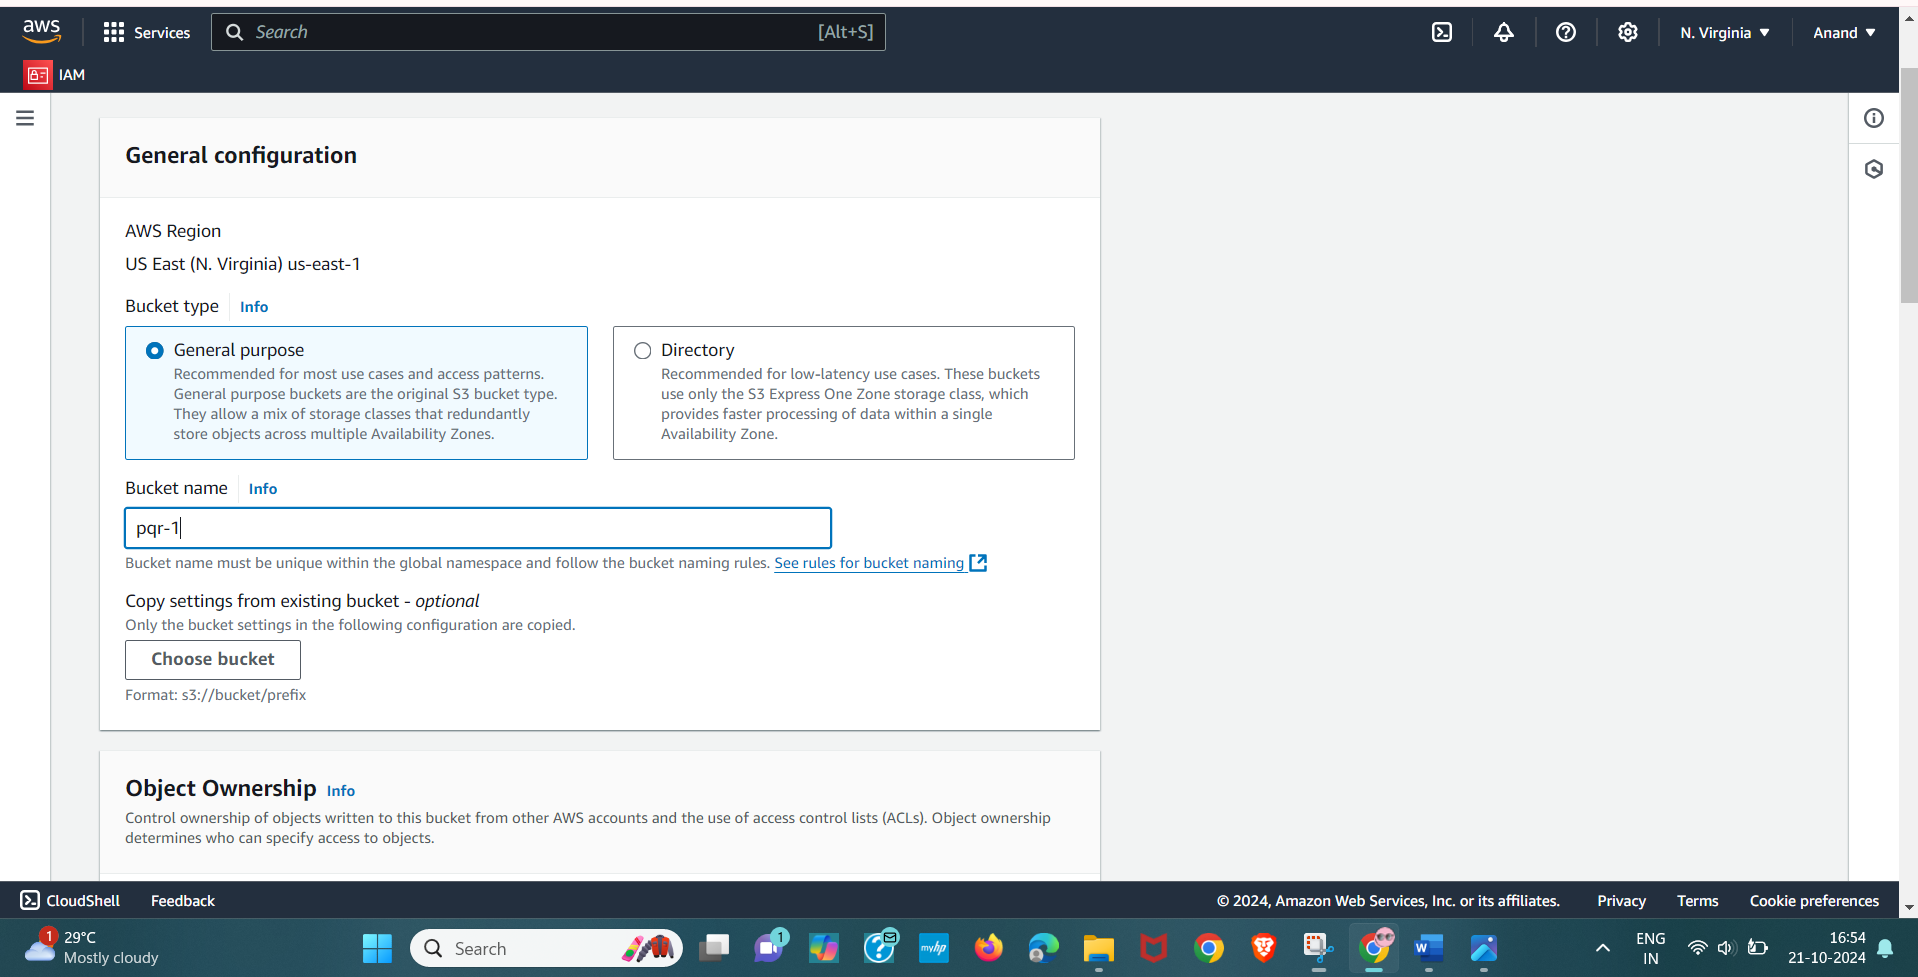 aws
Services
Search
[Alt+S]
N. Virginia ▼
Anand ▼
IAM
General configuration
AWS Region
US East (N. Virginia) us-east-1
Bucket type
Info
General purpose
Recommended for most use cases and access patterns.
General purpose buckets are the original S3 bucket type.
They allow a mix of storage classes that redundantly
store objects across multiple Availability Zones.
Directory
Recommended for low-latency use cases. These buckets
use only the S3 Express One Zone storage class, which
provides faster processing of data within a single
Availability Zone.
Bucket name
Info
pqr-1
Bucket name must be unique within the global namespace and follow the bucket naming rules. See rules for bucket naming
Copy settings from existing bucket - optional
Only the bucket settings in the following configuration are copied.
Choose bucket
Format: s3://bucket/prefix
Object Ownership Info
Control ownership of objects written to this bucket from other AWS accounts and the use of access control lists (ACLs). Object ownership
determines who can specify access to objects.
CloudShell
Feedback
© 2024, Amazon Web Services, Inc. or its affiliates.
Privacy
Terms
Cookie preferences
1
29°C
Mostly cloudy
Search
1
myhp
W
ENG
IN
16:54
21-10-2024